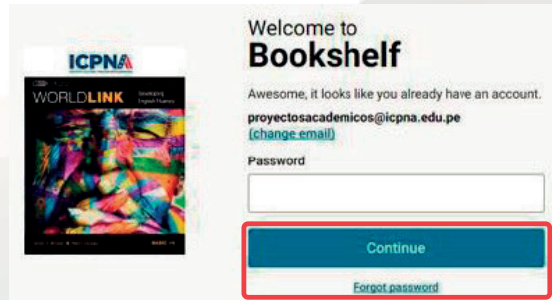 ICPNA
WORLDLINK
Developing
English Fluency
Welcome to
Bookshelf
Awesome, it looks like you already have an account.
proyectosacademicos@icpna.edu.pe
(change email)
Password
Continue
Forgot password